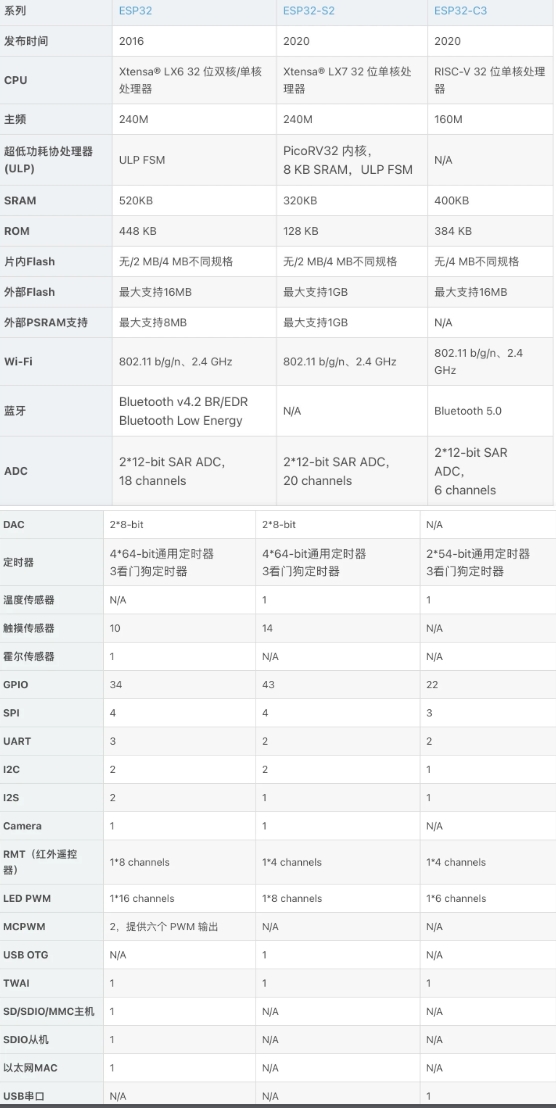 系列 ESP32 ESP32-S2 ESP32-C3
发布时间 2016 2020 2020
CPU Xtensa® LX6 32 位双核/单核处理器 Xtensa® LX7 32 位单核处理器 RISC-V 32 位单核处理器
主频 240M 240M 160M
超低功耗协处理器(ULP) ULP FSM PicoRV32 内核，8 KB SRAM，ULP FSM N/A
SRAM 520KB 320KB 400KB
ROM 448 KB 128 KB 384 KB
片内Flash 无/2 MB/4 MB不同规格 无/2 MB/4 MB不同规格 无/4 MB不同规格
外部Flash 最大支持16MB 最大支持1GB 最大支持16MB
外部PSRAM支持 最大支持8MB 最大支持1GB N/A
Wi-Fi 802.11 b/g/n、2.4 GHz 802.11 b/g/n、2.4 GHz 802.11 b/g/n、2.4 GHz
蓝牙 Bluetooth v4.2 BR/EDR Bluetooth Low Energy N/A Bluetooth 5.0
ADC 2*12-bit SAR ADC，18 channels 2*12-bit SAR ADC，20 channels 2*12-bit SAR ADC，6 channels
DAC 2*8-bit 2*8-bit N/A
定时器 4*64-bit通用定时器 3看门狗定时器 4*64-bit通用定时器 3看门狗定时器 2*54-bit通用定时器 3看门狗定时器
温度传感器 N/A 1 1
触摸传感器 10 14 N/A
霍尔传感器 1 N/A N/A
GPIO 34 43 22
SPI 4 4 3
UART 3 2 2
I2C 2 2 1
I2S 2 1 1
Camera 1 1 N/A
RMT（红外遥控器） 1*8 channels 1*4 channels 1*4 channels
LED PWM 1*16 channels 1*8 channels 1*6 channels
MCPWM 2，提供六个 PWM 输出 N/A N/A
USB OTG N/A 1 N/A
TWAI 1 1 1
SD/SDIO/MMC主机 1 N/A N/A
SDIO从机 1 N/A N/A
以太网MAC 1 N/A N/A
USB串口 N/A N/A 1